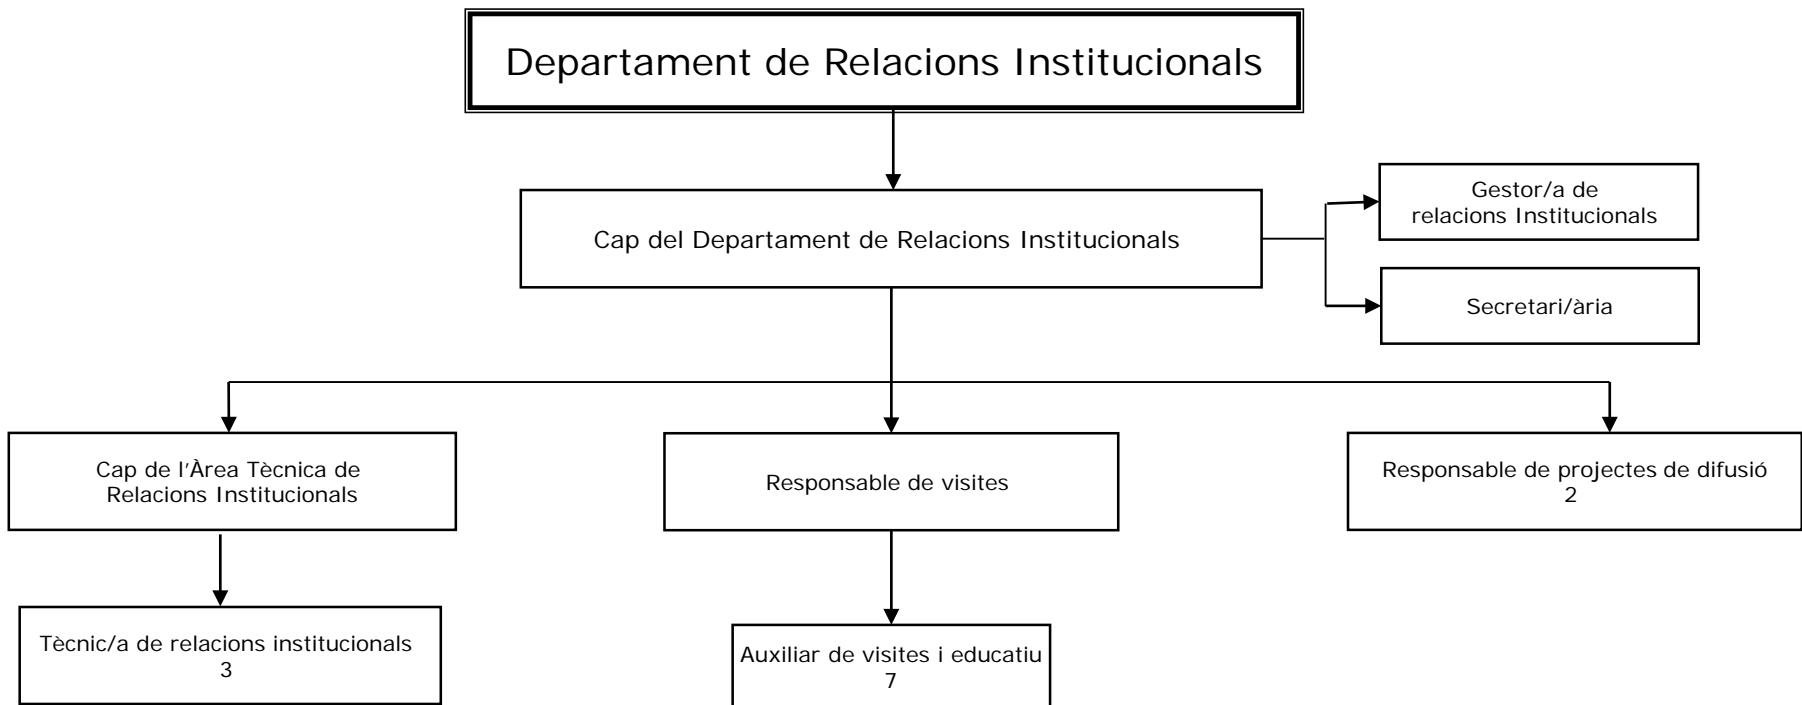 Departament de Relacions Institucionals
Cap del Departament de Relacions Institucionals
Gestor/a de
relacions Institucionals
Secretari/ària
Cap de l'Àrea Tècnica de
Relacions Institucionals
Responsable de visites
Responsable de projectes de difusió
2
Tècnic/a de relacions institucionals
3
Auxiliar de visites i educatiu
7